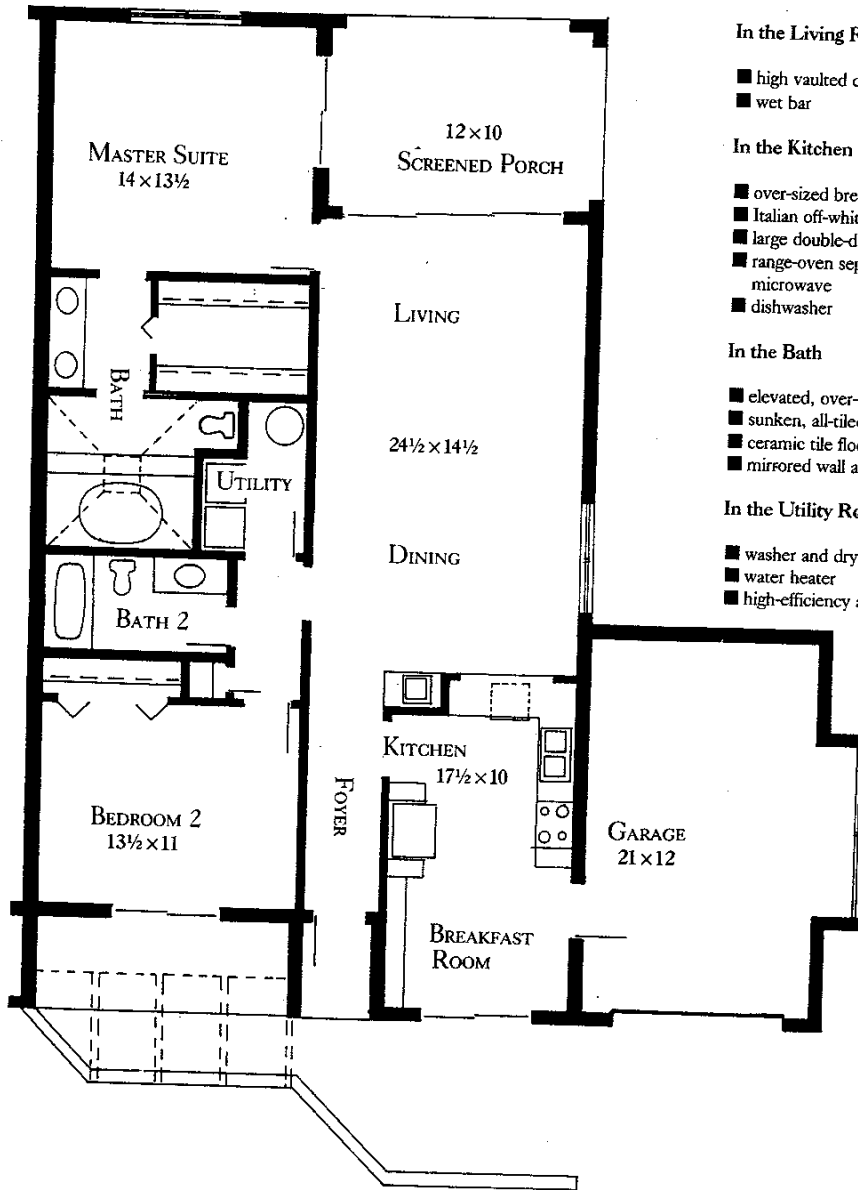 MASTER SUITE
14×13½
12×10
SCREENED PORCH
LIVING
BATH
24½×14½
UTILITY
DINING
BATH 2
KITCHEN
17½×10
FOYER
BEDROOM 2
13½×11
GARAGE
21×12
BREAKFAST
ROOM
In the Living R
■ high vaulted c
■ wet bar
In the Kitchen
■ over-sized bre
■ Italian off-whit
■ large double-d
■ range-oven sep
microwave
■ dishwasher
In the Bath
■ elevated, over-
■ sunken, all-tiled
■ ceramic tile floo
■ mirrored wall a
In the Utility Ro
■ washer and dry
■ water heater
■ high-efficiency a